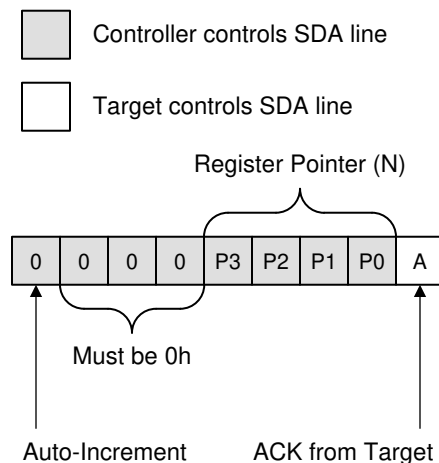 Controller controls SDA line
Target controls SDA line
Register Pointer (N)
0 0 0 0 P3 P2 P1 P0 A
Must be 0h
Auto-Increment ACK from Target